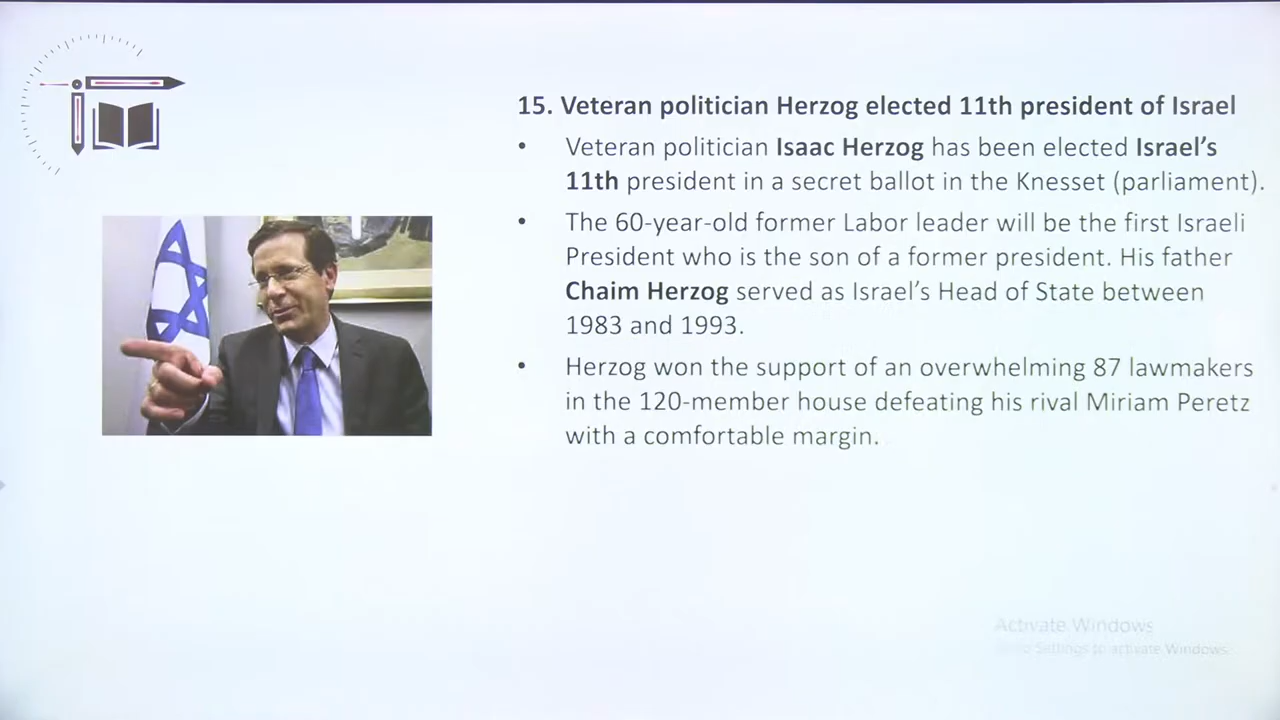 15. Veteran politician Herzog elected 11th president of Israel
• Veteran politician Isaac Herzog has been elected Israel’s
11th president in a secret ballot in the Knesset (parliament).
• The 60-year-old former Labor leader will be the first Israeli
President who is the son of a former president. His father
Chaim Herzog served as Israel’s Head of State between
1983 and 1993.
• Herzog won the support of an overwhelming 87 lawmakers
in the 120-member house defeating his rival Miriam Peretz
with a comfortable margin.
Activate Windows
Settings to activate Windows.